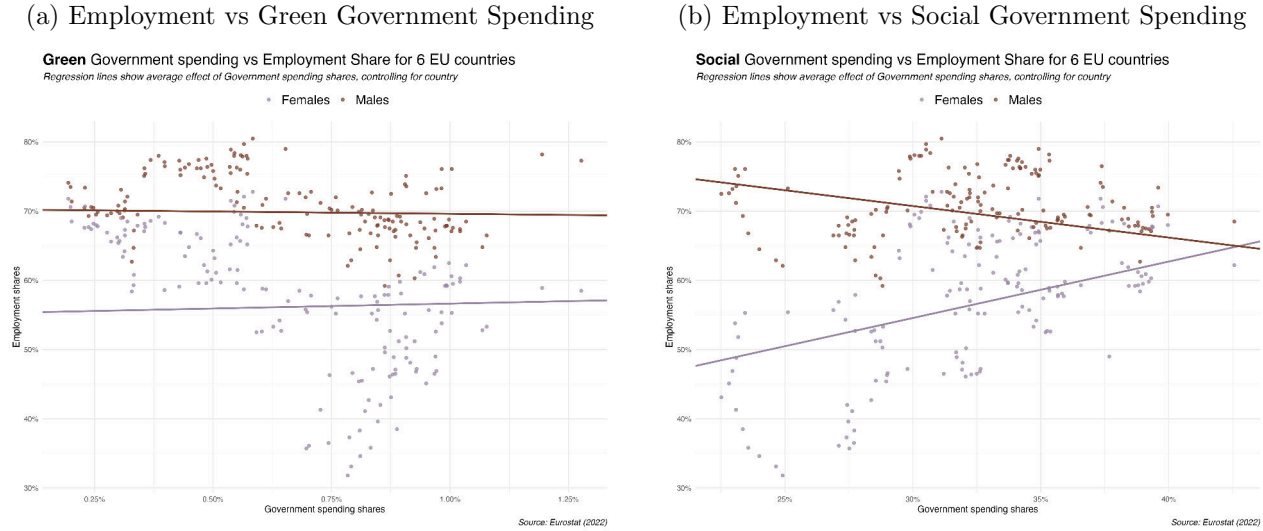 (a) Employment vs Green Government Spending
Green Government spending vs Employment Share for 6 EU countries
Regression lines show average effect of Government spending shares, controlling for country
Females Males
80%
70%
60%
50%
40%
30%
Employment shares
0.25% 0.50% 0.75% 1.00% 1.25%
Government spending shares
Source: Eurostat (2022)
(b) Employment vs Social Government Spending
Social Government spending vs Employment Share for 6 EU countries
Regression lines show average effect of Government spending shares, controlling for country
Females Males
80%
70%
60%
50%
40%
30%
Employment shares
25% 30% 35% 40%
Government spending shares
Source: Eurostat (2022)